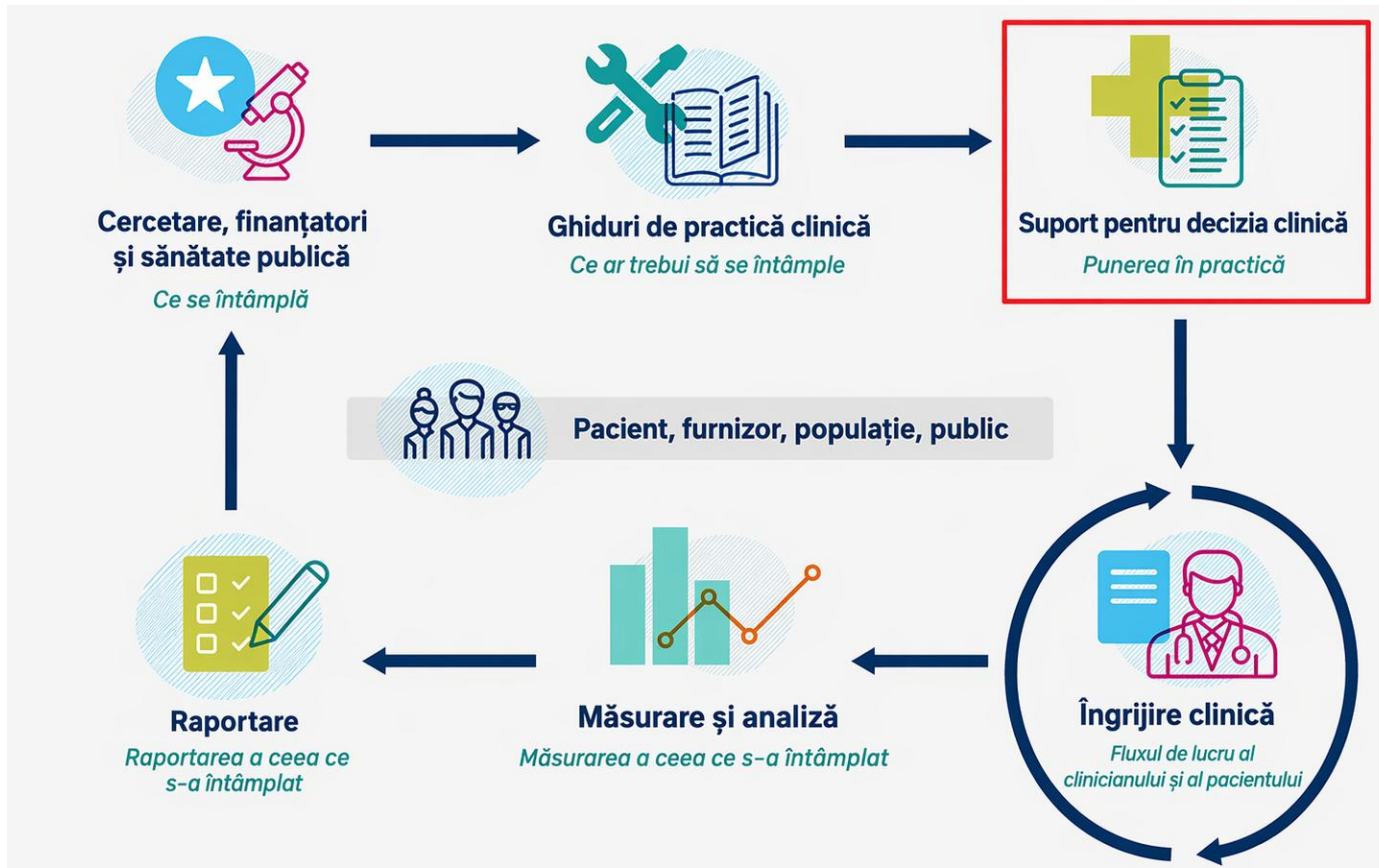 Cercetare, finanțatori
și sănătate publică
Ce se întâmplă
Ghiduri de practică clinică
Ce ar trebui să se întâmple
Suport pentru decizia clinică
Punerea în practică
Pacient, furnizor, populație, public
Raportare
Raportarea a ceea ce
s-a întâmplat
Măsurare și analiză
Măsurarea a ceea ce s-a întâmplat
Îngrijire clinică
Fluxul de lucru al
clinicianului și al pacientului